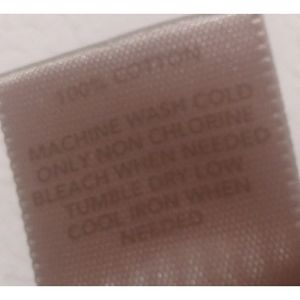 100% COTTON
MACHINE WASH COLD
ONLY NON CHLORINE
BLEACH WHEN NEEDED
TUMBLE DRY LOW
COOL IRON WHEN
NEEDED